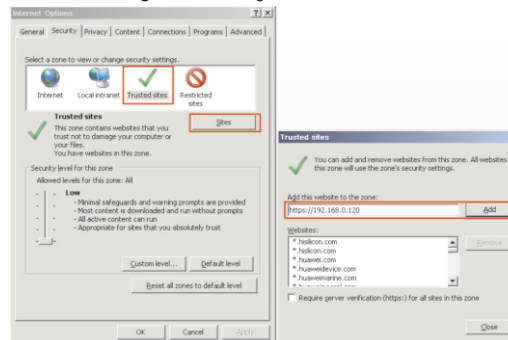 Internet Options
General Security Privacy Content Connections Programs Advanced
Select a zone to view or change security settings.
Internet Local intranet Trusted sites Restricted sites
Trusted sites
Sites
This zone contains websites that you
trust not to damage your computer or
your files.
You have websites in this zone.
Security level for this zone
Allowed levels for this zone: All
Low
- Minimal safeguards and warning prompts are provided
- Most content is downloaded and run without prompts
- All active content can run
- Appropriate for sites that you absolutely trust
Custom level... Default level
Reset all zones to default level
OK Cancel Apply
Trusted sites
You can add and remove websites from this zone. All websites
this zone will use the zone's security settings.
Add this website to the zone:
https://192.168.0.120 Add
Websites:
*.hisilicon.com Remove
*.huawei.com
*.huaweidevice.com
*.huaweimarine.com
Require server verification (https:) for all sites in this zone
Close